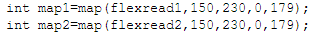 int map1=map(flexread1,150,230,0,179);
int map2=map(flexread2,150,230,0,179);